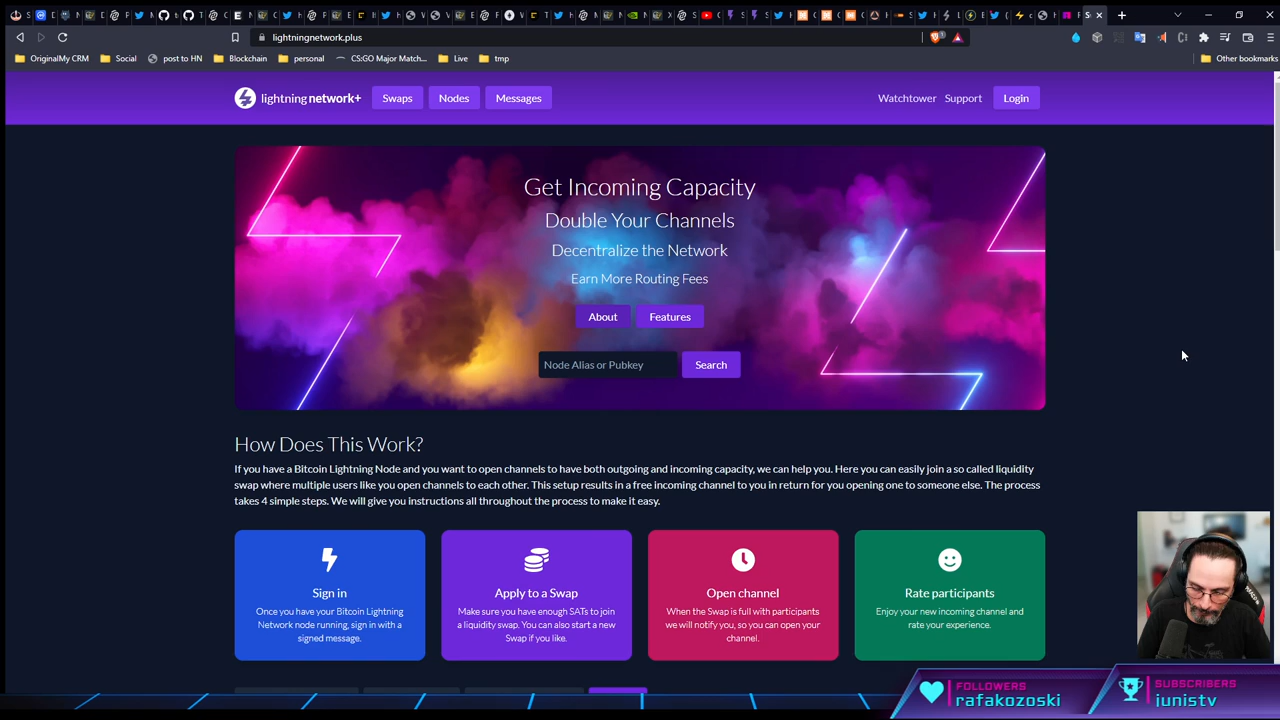 lightningnetwork.plus
1
OriginalMy CRM
Social
post to HN
Blockchain
personal
CS:GO Major Match...
Live
tmp
Other bookmarks
lightning network+
Swaps
Nodes
Messages
Watchtower
Support
Login
Get Incoming Capacity
Double Your Channels
Decentralize the Network
Earn More Routing Fees
About
Features
Node Alias or Pubkey
Search
How Does This Work?
If you have a Bitcoin Lightning Node and you want to open channels to have both outgoing and incoming capacity, we can help you. Here you can easily join a so called liquidity
swap where multiple users like you open channels to each other. This setup results in a free incoming channel to you in return for you opening one to someone else. The process
takes 4 simple steps. We will give you instructions all throughout the process to make it easy.
Sign in
Once you have your Bitcoin Lightning
Network node running, sign in with a
signed message.
Apply to a Swap
Make sure you have enough SATs to join
a liquidity swap. You can also start a new
Swap if you like.
Open channel
When the Swap is full with participants
we will notify you, so you can open your
channel.
Rate participants
Enjoy your new incoming channel and
rate your experience.
FOLLOWERS
rafakozoski
SUBSCRIBERS
junistv